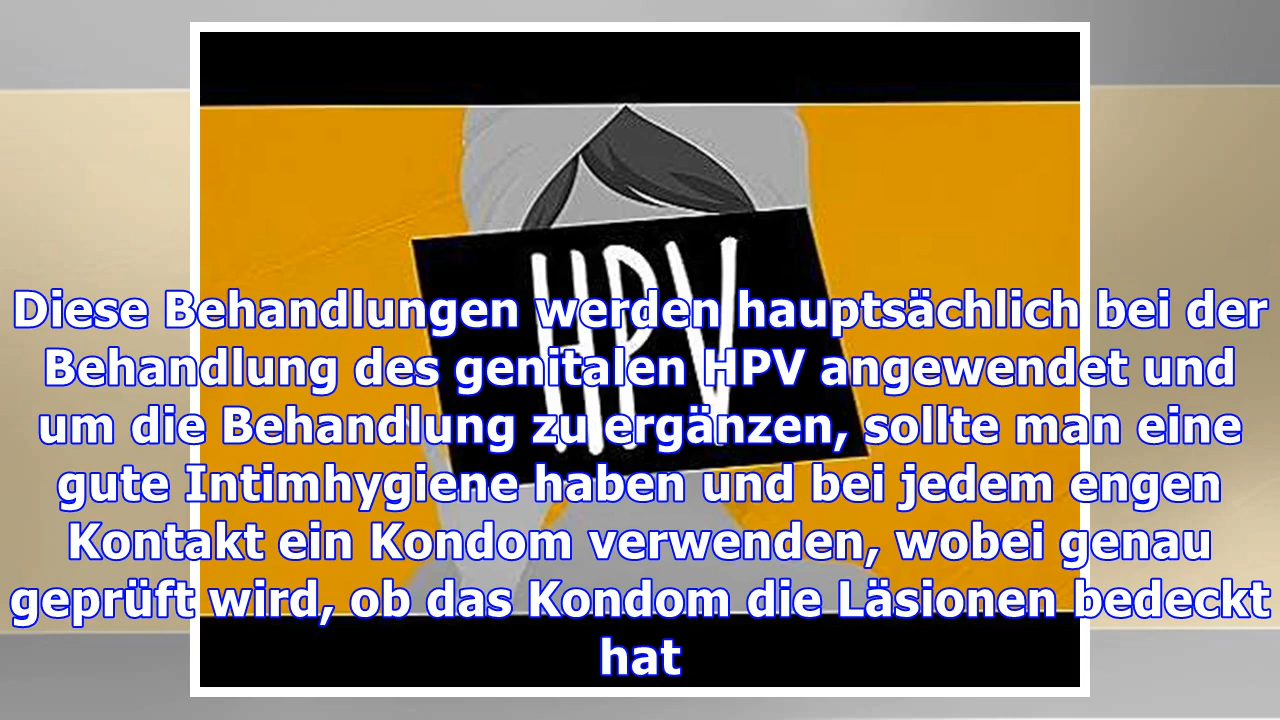 HPV
Diese Behandlungen werden hauptsächlich bei der
Behandlung des genitalen HPV angewendet und
um die Behandlung zu ergänzen, sollte man eine
gute Intimhygiene haben und bei jedem engen
Kontakt ein Kondom verwenden, wobei genau
geprüft wird, ob das Kondom die Läsionen bedeckt
hat